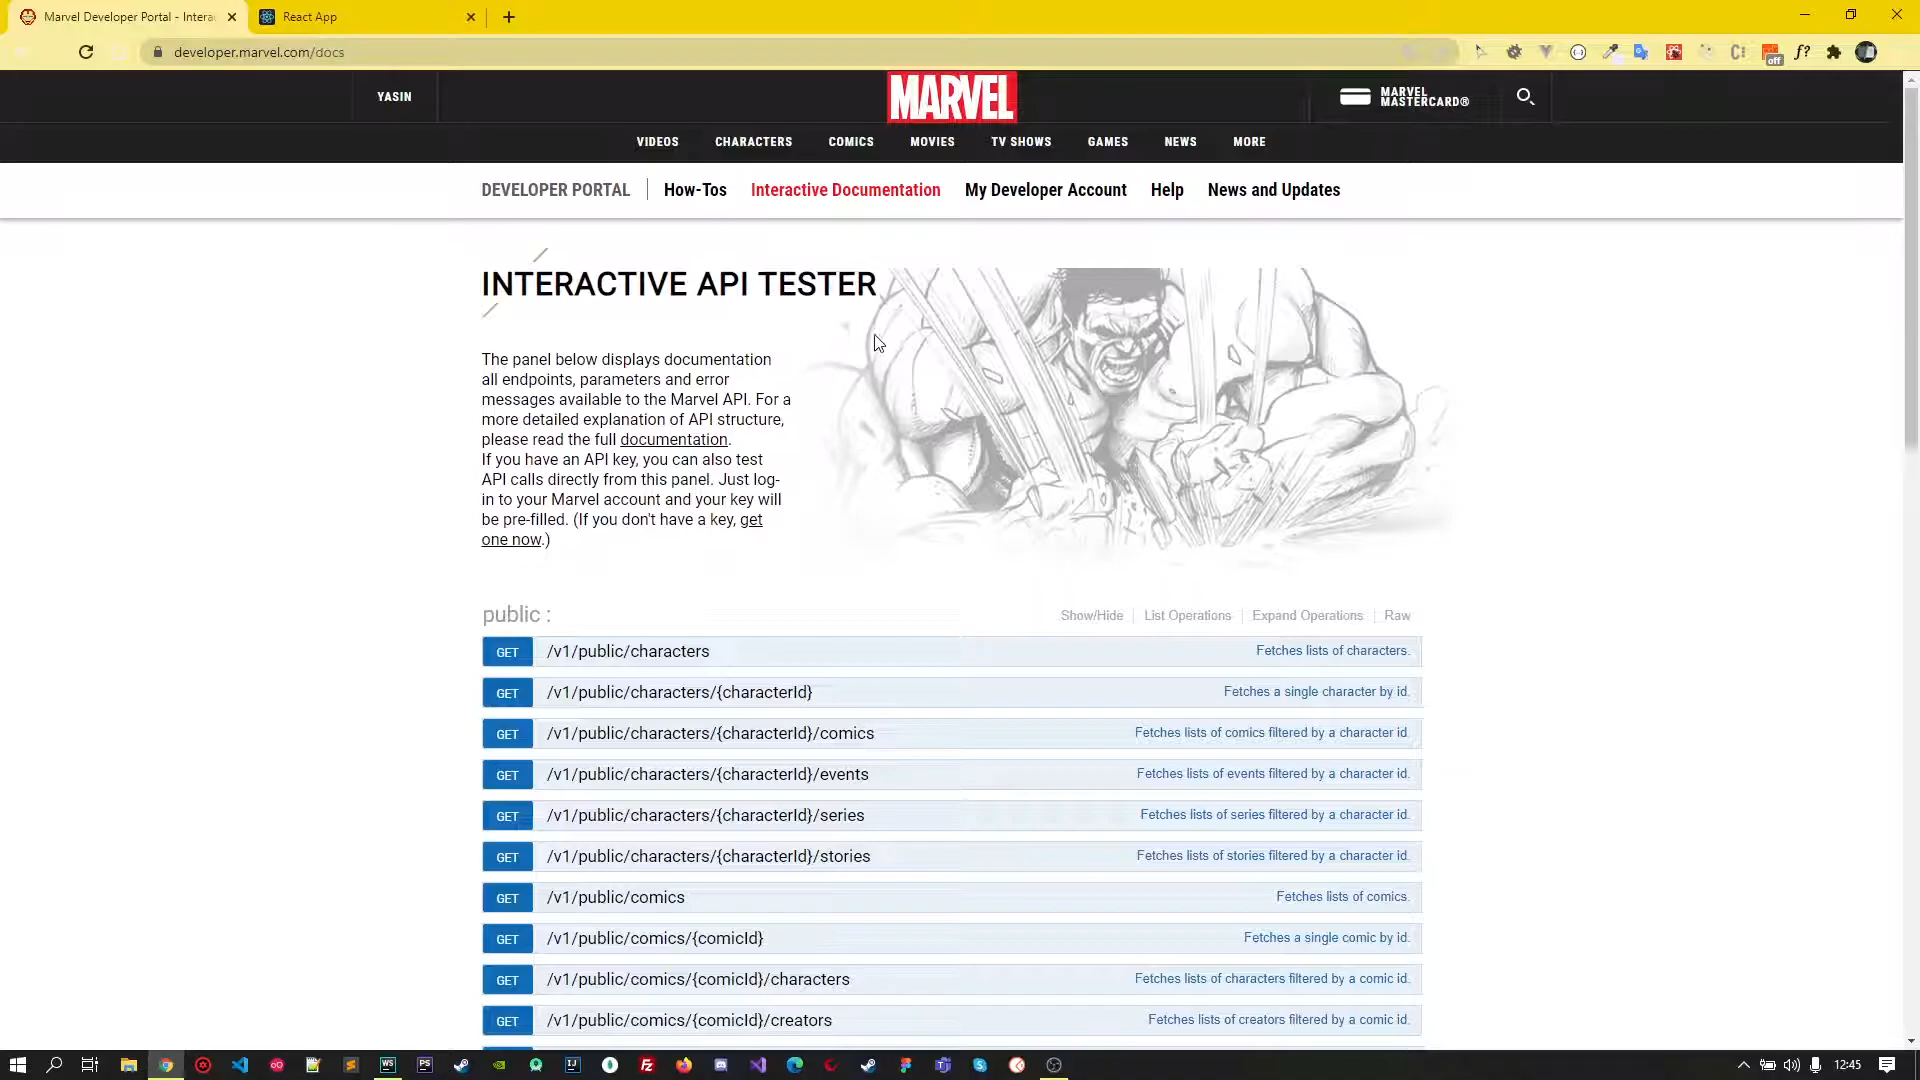 Marvel Developer Portal - Intera
React App
developer.marvel.com/docs
off
f?
YASIN
MARVEL
MARVEL
MASTERCARD®
VIDEOS
CHARACTERS
COMICS
MOVIES
TV SHOWS
GAMES
NEWS
MORE
DEVELOPER PORTAL
How-Tos
Interactive Documentation
My Developer Account
Help
News and Updates
INTERACTIVE API TESTER
The panel below displays documentation
all endpoints, parameters and error
messages available to the Marvel API. For a
more detailed explanation of API structure,
please read the full documentation.
If you have an API key, you can also test
API calls directly from this panel. Just log-
in to your Marvel account and your key will
be pre-filled. (If you don't have a key, get
one now.)
public :
Show/Hide
List Operations
Expand Operations
Raw
GET /v1/public/characters Fetches lists of characters.
GET /v1/public/characters/{characterId} Fetches a single character by id.
GET /v1/public/characters/{characterId}/comics Fetches lists of comics filtered by a character id.
GET /v1/public/characters/{characterId}/events Fetches lists of events filtered by a character id.
GET /v1/public/characters/{characterId}/series Fetches lists of series filtered by a character id.
GET /v1/public/characters/{characterId}/stories Fetches lists of stories filtered by a character id.
GET /v1/public/comics Fetches lists of comics.
GET /v1/public/comics/{comicId} Fetches a single comic by id.
GET /v1/public/comics/{comicId}/characters Fetches lists of characters filtered by a comic id.
GET /v1/public/comics/{comicId}/creators Fetches lists of creators filtered by a comic id.
WS
PS
IJ
12:45